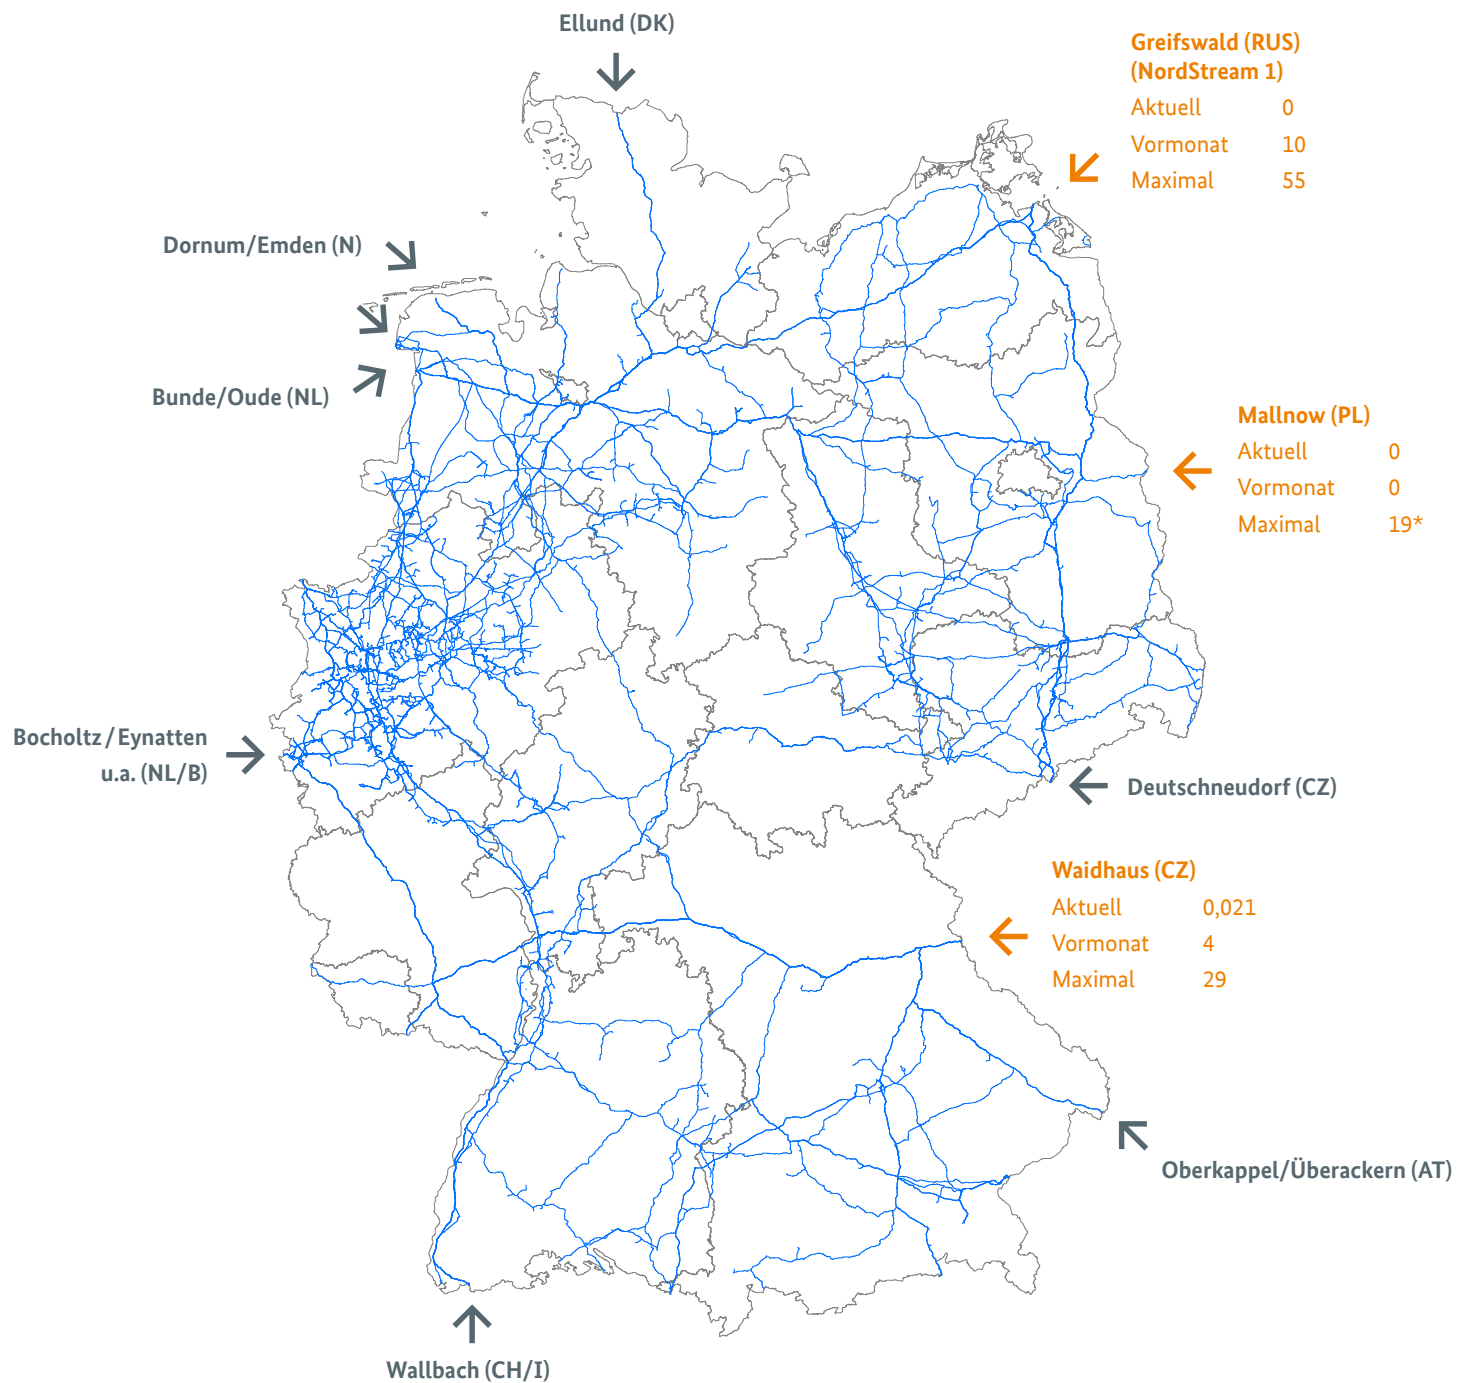 Ellund (DK)
Greifswald (RUS)
(NordStream 1)
Aktuell 0
Vormonat 10
Maximal 55
Dornum/Emden (N)
Bunde/Oude (NL)
Mallnow (PL)
Aktuell 0
Vormonat 0
Maximal 19*
Bocholtz / Eynatten
u.a. (NL/B)
Deutschneudorf (CZ)
Waidhaus (CZ)
Aktuell 0,021
Vormonat 4
Maximal 29
Oberkappel/Überackern (AT)
Wallbach (CH/I)